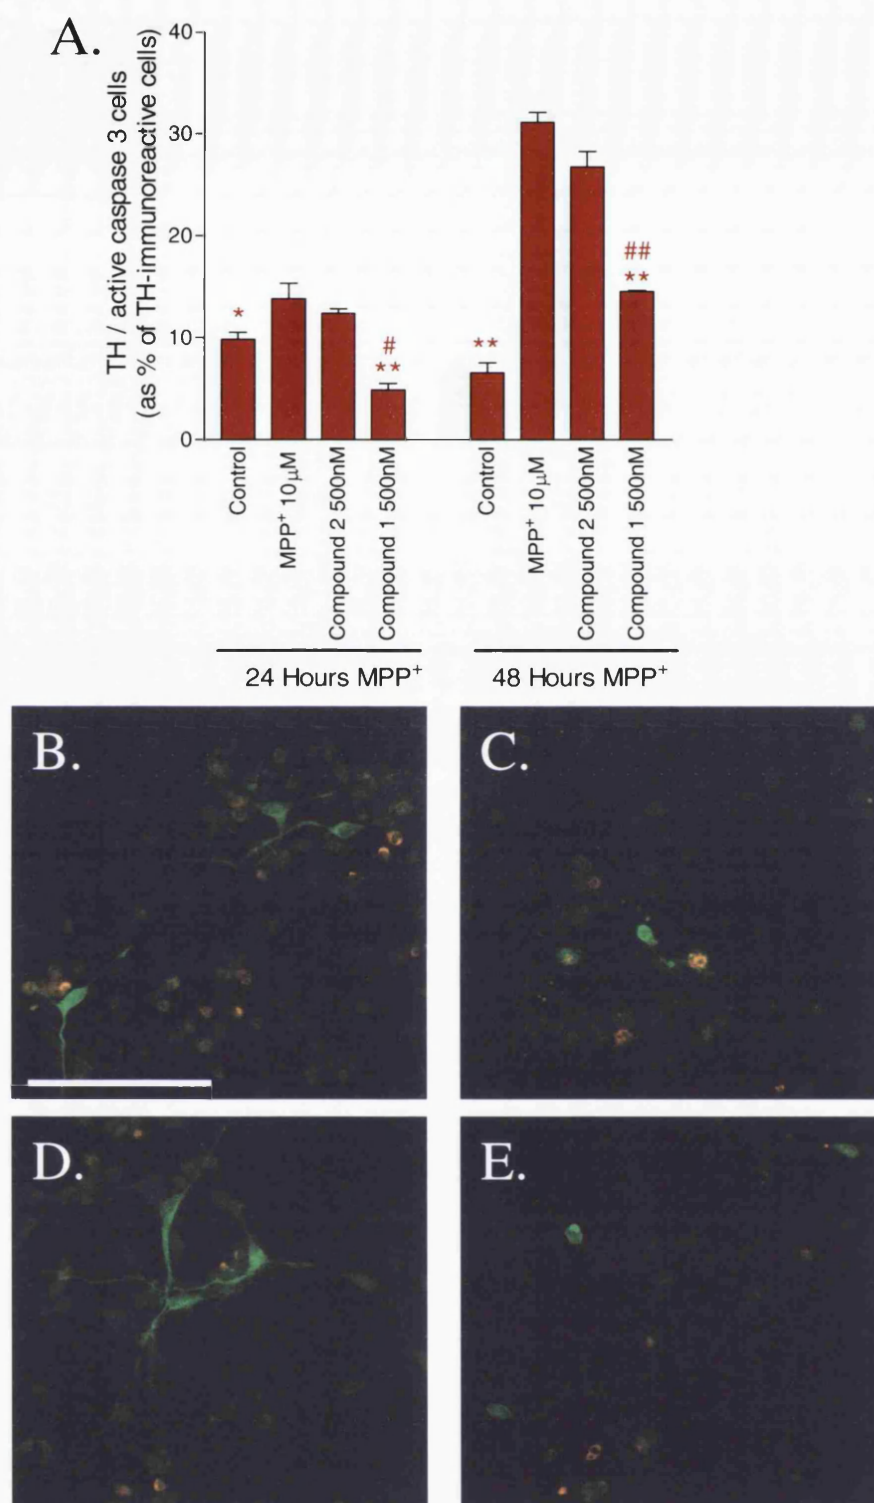 A.
TH / active caspase 3 cells
(as % of TH-immunoreactive cells)
40
30
20
10
0
*
#
**
**
##
**
Control
MPP⁺ 10µM
Compound 2 500nM
Compound 1 500nM
Control
MPP⁺ 10µM
Compound 2 500nM
Compound 1 500nM
24 Hours MPP⁺
48 Hours MPP⁺
B.
C.
D.
E.